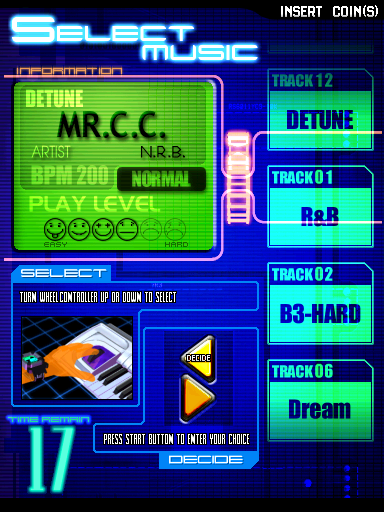 INSERT COIN(S)
SELECT
MUSIC
INFORMATION
DETUNE
MR.C.C.
ARTIST N.R.B.
BPM 200 NORMAL
PLAY LEVEL
EASY HARD
TRACK 12
DETUNE
TRACK 01
R&B
TRACK 02
B3-HARD
TRACK 06
Dream
SELECT
TURN WHEELCONTROLLER UP OR DOWN TO SELECT
DECIDE
TIME REMAIN
17
PRESS START BUTTON TO ENTER YOUR CHOICE
DECIDE